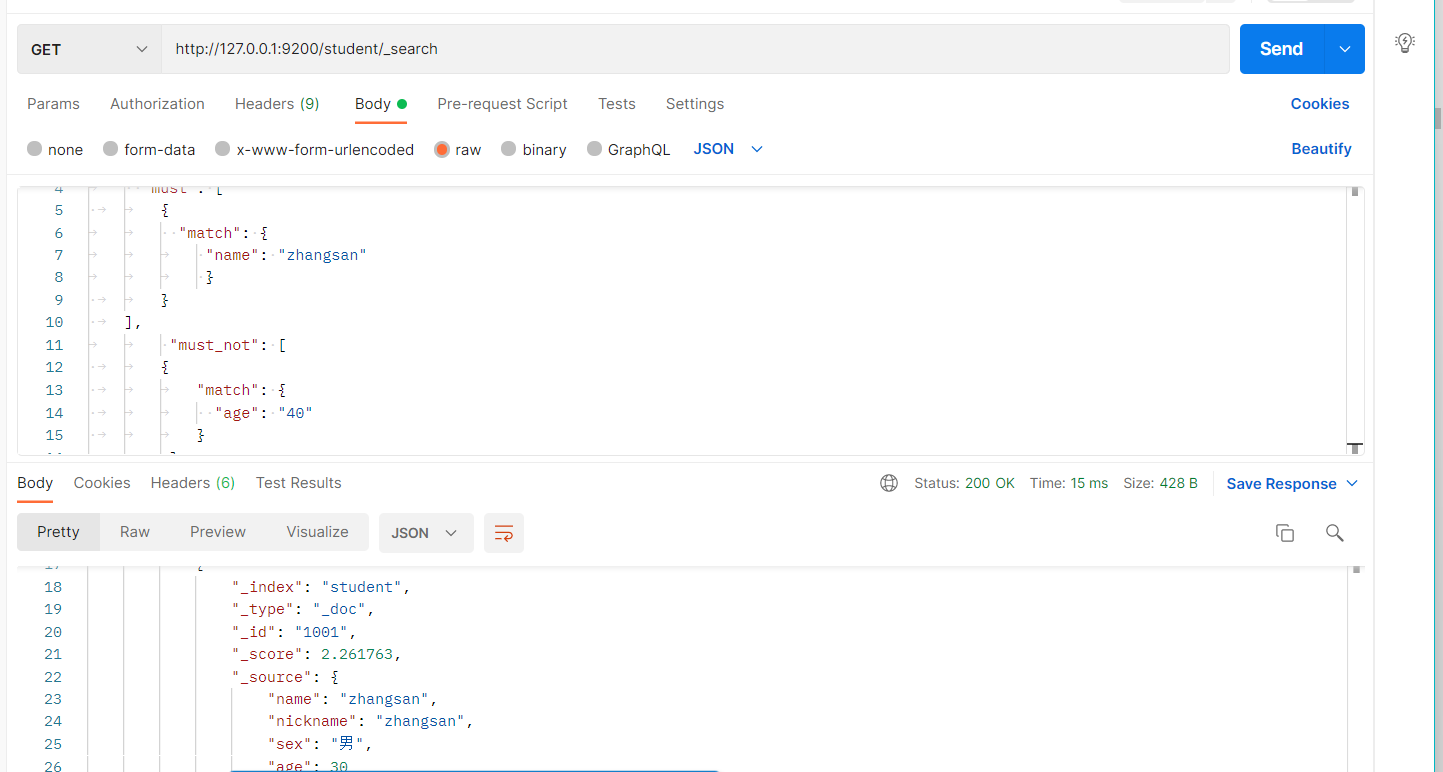 GET http://127.0.0.1:9200/student/_search Send
Params Authorization Headers (9) Body Pre-request Script Tests Settings Cookies
none form-data x-www-form-urlencoded raw binary GraphQL JSON Beautify
4 "must": [
5 {
6 "match": {
7 "name": "zhangsan"
8 }
9 }
10 ],
11 "must_not": [
12 {
13 "match": {
14 "age": "40"
15 }
Body Cookies Headers (6) Test Results Status: 200 OK Time: 15 ms Size: 428 B Save Response
Pretty Raw Preview Visualize JSON
17 {
18 "_index": "student",
19 "_type": "_doc",
20 "_id": "1001",
21 "_score": 2.261763,
22 "_source": {
23 "name": "zhangsan",
24 "nickname": "zhangsan",
25 "sex": "男",
26 "age": 30